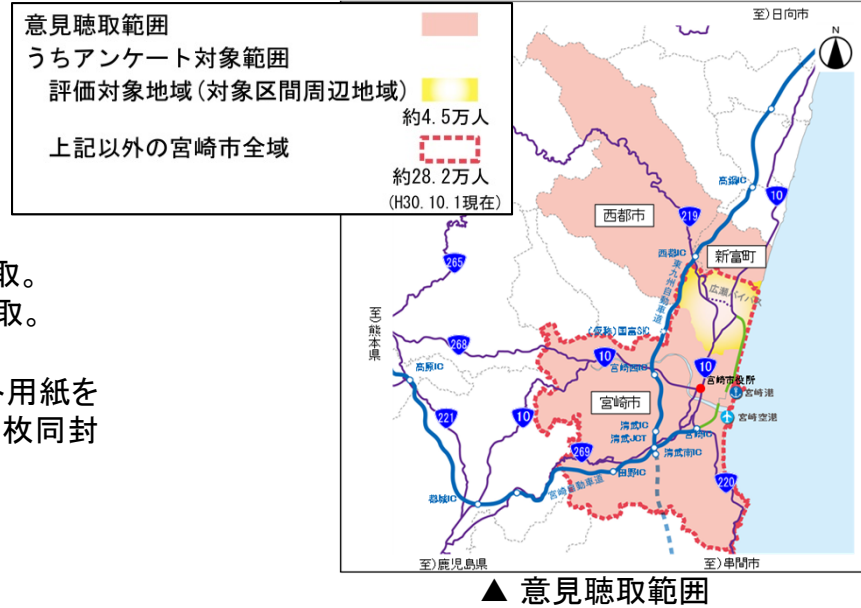 意見聴取範囲
うちアンケート対象範囲
評価対象地域(対象区間周辺地域)
約4.5万人
上記以外の宮崎市全域
約28.2万人
(H30.10.1現在)
取。
取。
用紙を
枚同封
至)日向市
N
高鍋IC
10
西都市
219
西都IC
新富町
265
東九州自動車道
広瀬バイパス
至)熊本県
(仮称)国富SIC
268
10
宮崎西IC
10
高原IC
宮崎市役所
宮崎港
宮崎市
221
10
宮崎空港
清武IC
清武JCT
宮崎IC
269
清武南IC
田野IC
220
宮崎自動車道
都城IC
至)鹿児島県
至)串間市
▲ 意見聴取範囲